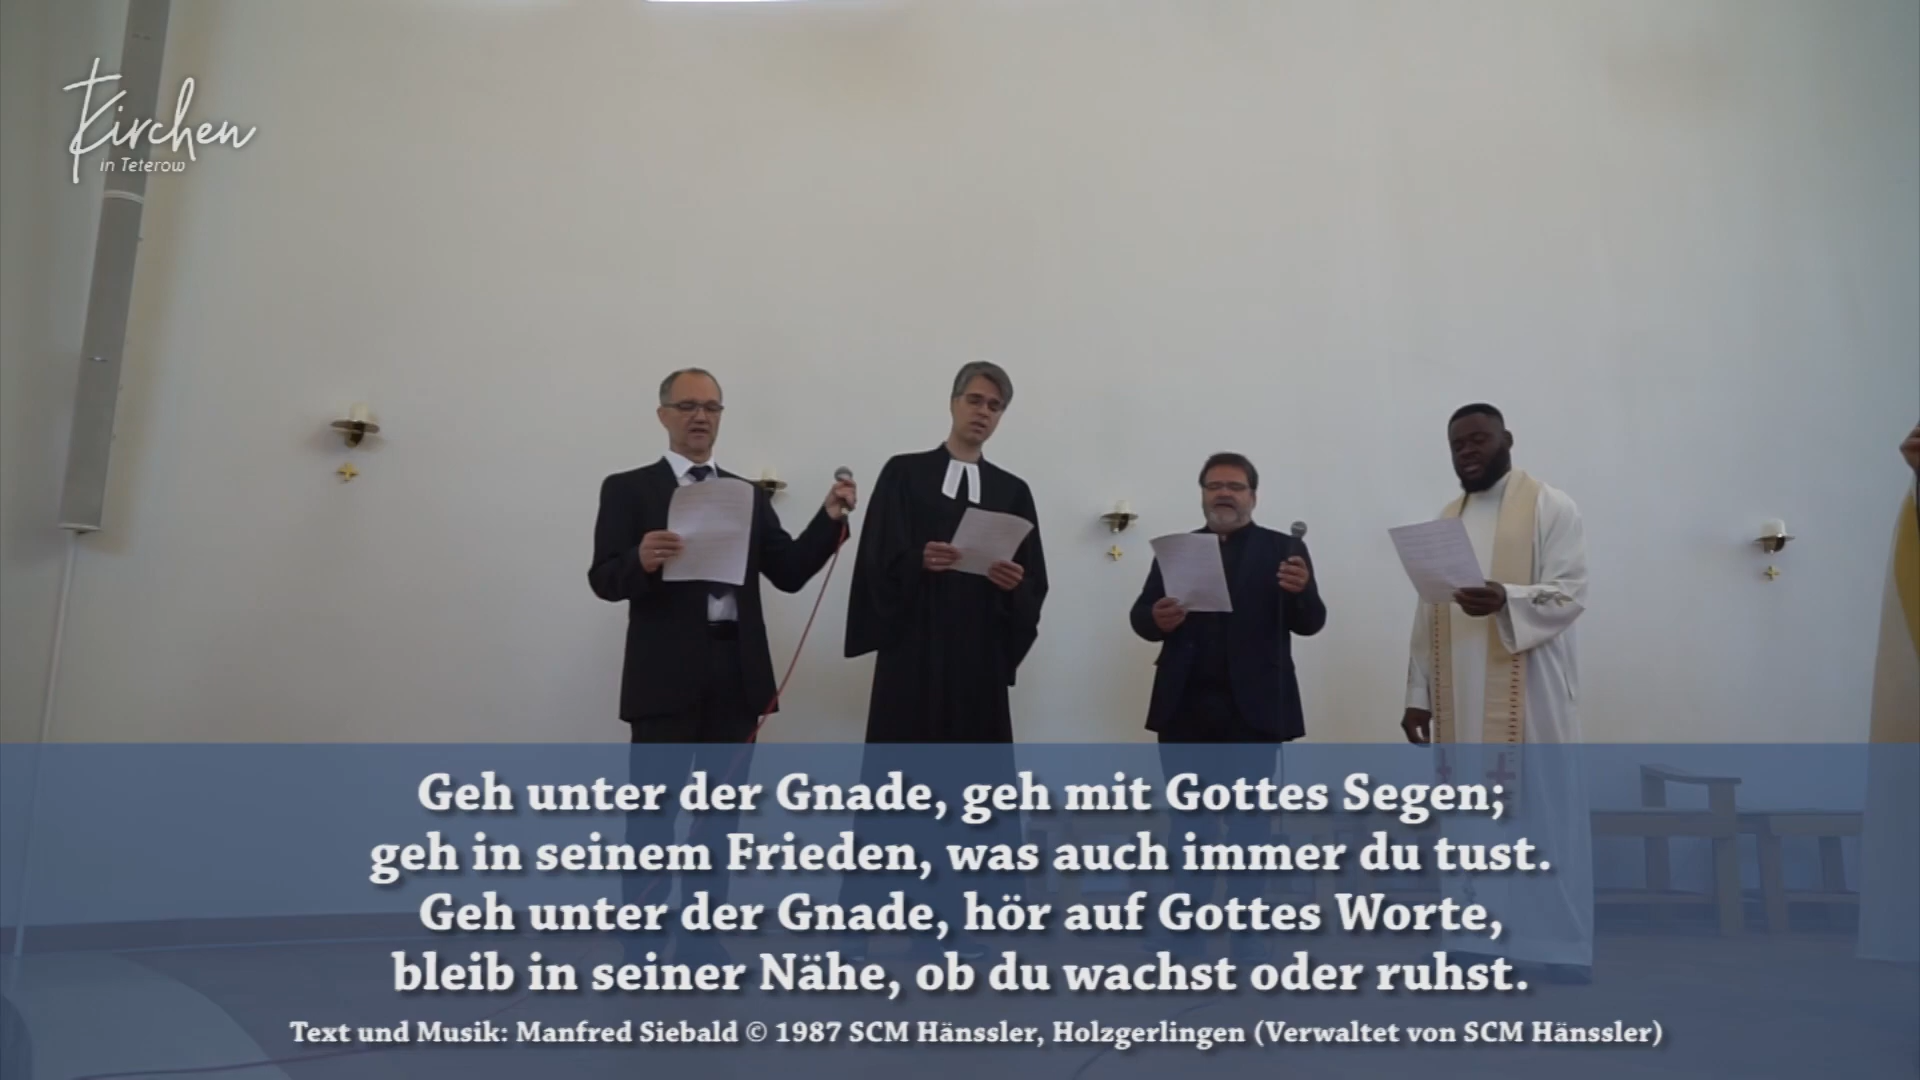 Kirchen
in Teterow
Geh unter der Gnade, geh mit Gottes Segen;
geh in seinem Frieden, was auch immer du tust.
Geh unter der Gnade, hör auf Gottes Worte,
bleib in seiner Nähe, ob du wachst oder ruhst.
Text und Musik: Manfred Siebald © 1987 SCM Hänssler, Holzgerlingen (Verwaltet von SCM Hänssler)